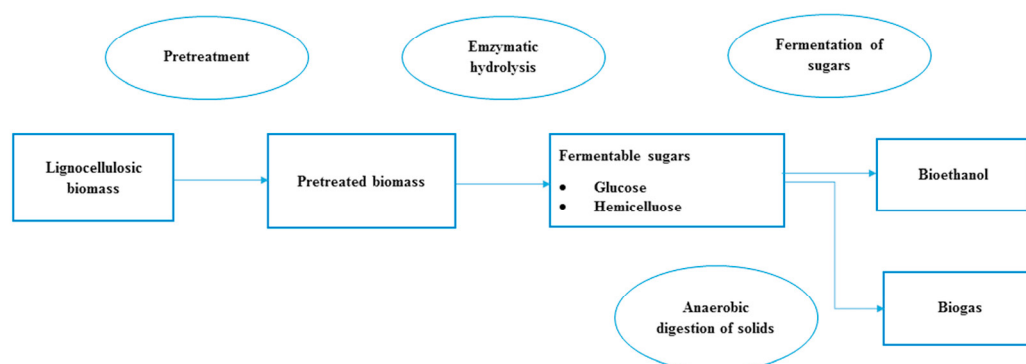 Pretreatment
Emzymatic
hydrolysis
Fermentation of
sugars
Lignocellulosic
biomass
Pretreated biomass
Fermentable sugars
• Glucose
• Hemicelluose
Bioethanol
Anaerobic
digestion of solids
Biogas